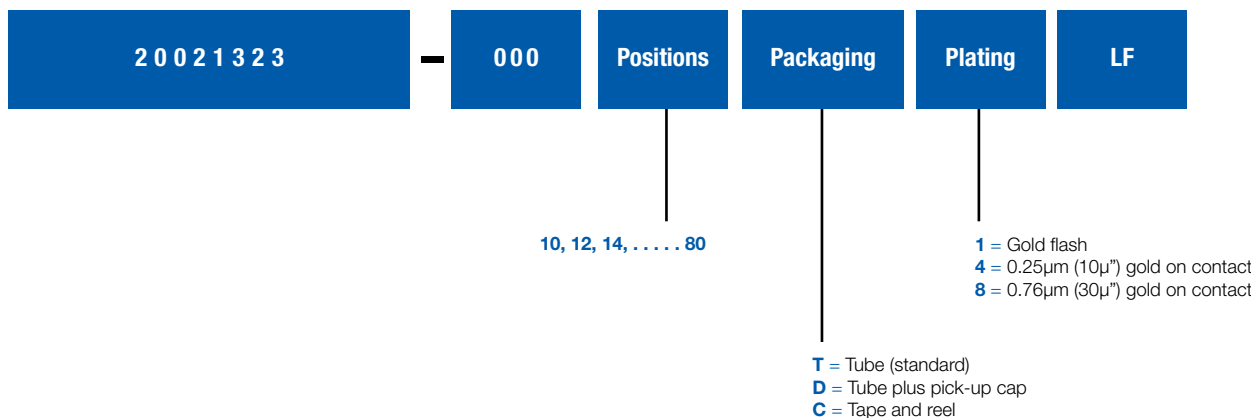 20021323 - 000 Positions Packaging Plating LF
10, 12, 14, . . . . . 80
1 = Gold flash
4 = 0.25µm (10µ”) gold on contact
8 = 0.76µm (30µ”) gold on contact
T = Tube (standard)
D = Tube plus pick-up cap
C = Tape and reel